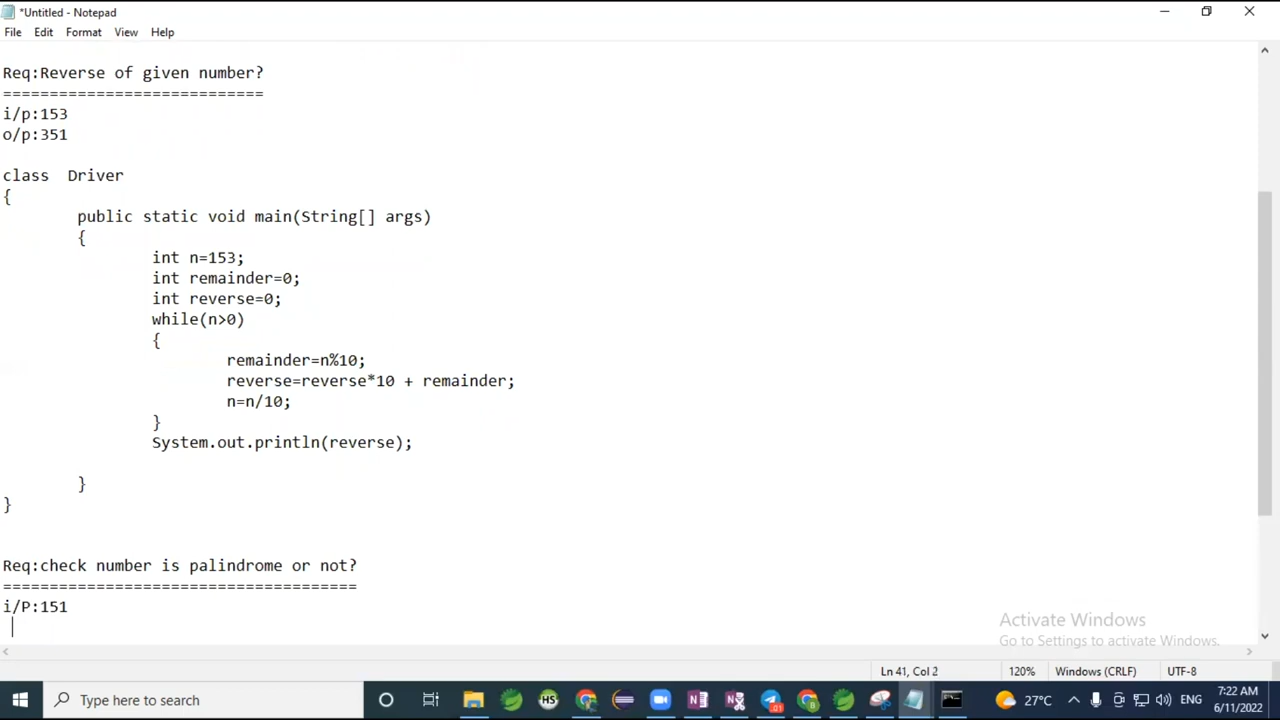 *Untitled - Notepad
File Edit Format View Help
Req:Reverse of given number?
============================
i/p:153
o/p:351
class  Driver
{
public static void main(String[] args)
{
int n=153;
int remainder=0;
int reverse=0;
while(n>0)
{
remainder=n%10;
reverse=reverse*10 + remainder;
n=n/10;
}
System.out.println(reverse);
}
}
Req:check number is palindrome or not?
======================================
i/P:151
Activate Windows
Go to Settings to activate Windows.
Ln 41, Col 2 120% Windows (CRLF) UTF-8
Type here to search HS 01 27°C ENG 7:22 AM
6/11/2022